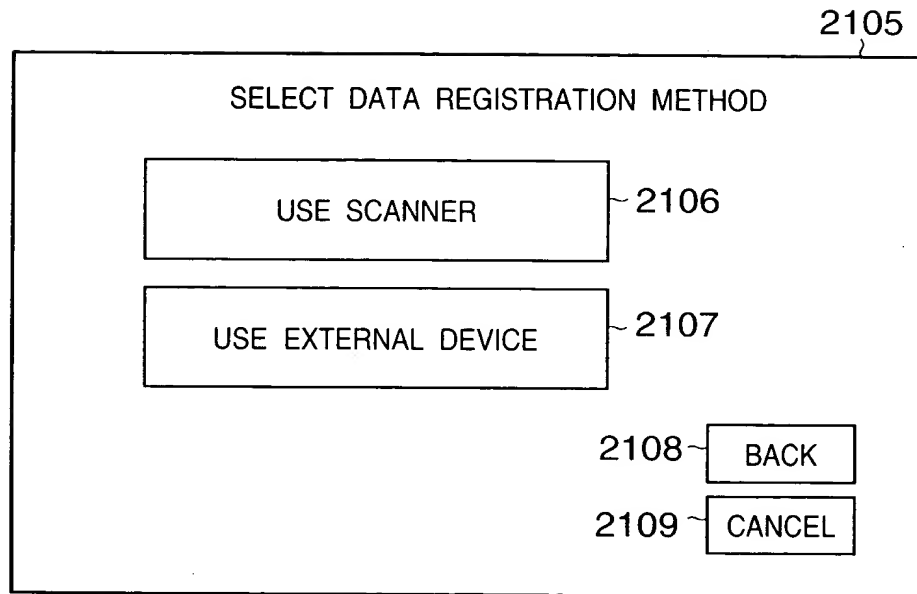 2105
SELECT DATA REGISTRATION METHOD
USE SCANNER
2106
USE EXTERNAL DEVICE
2107
2108
BACK
2109
CANCEL